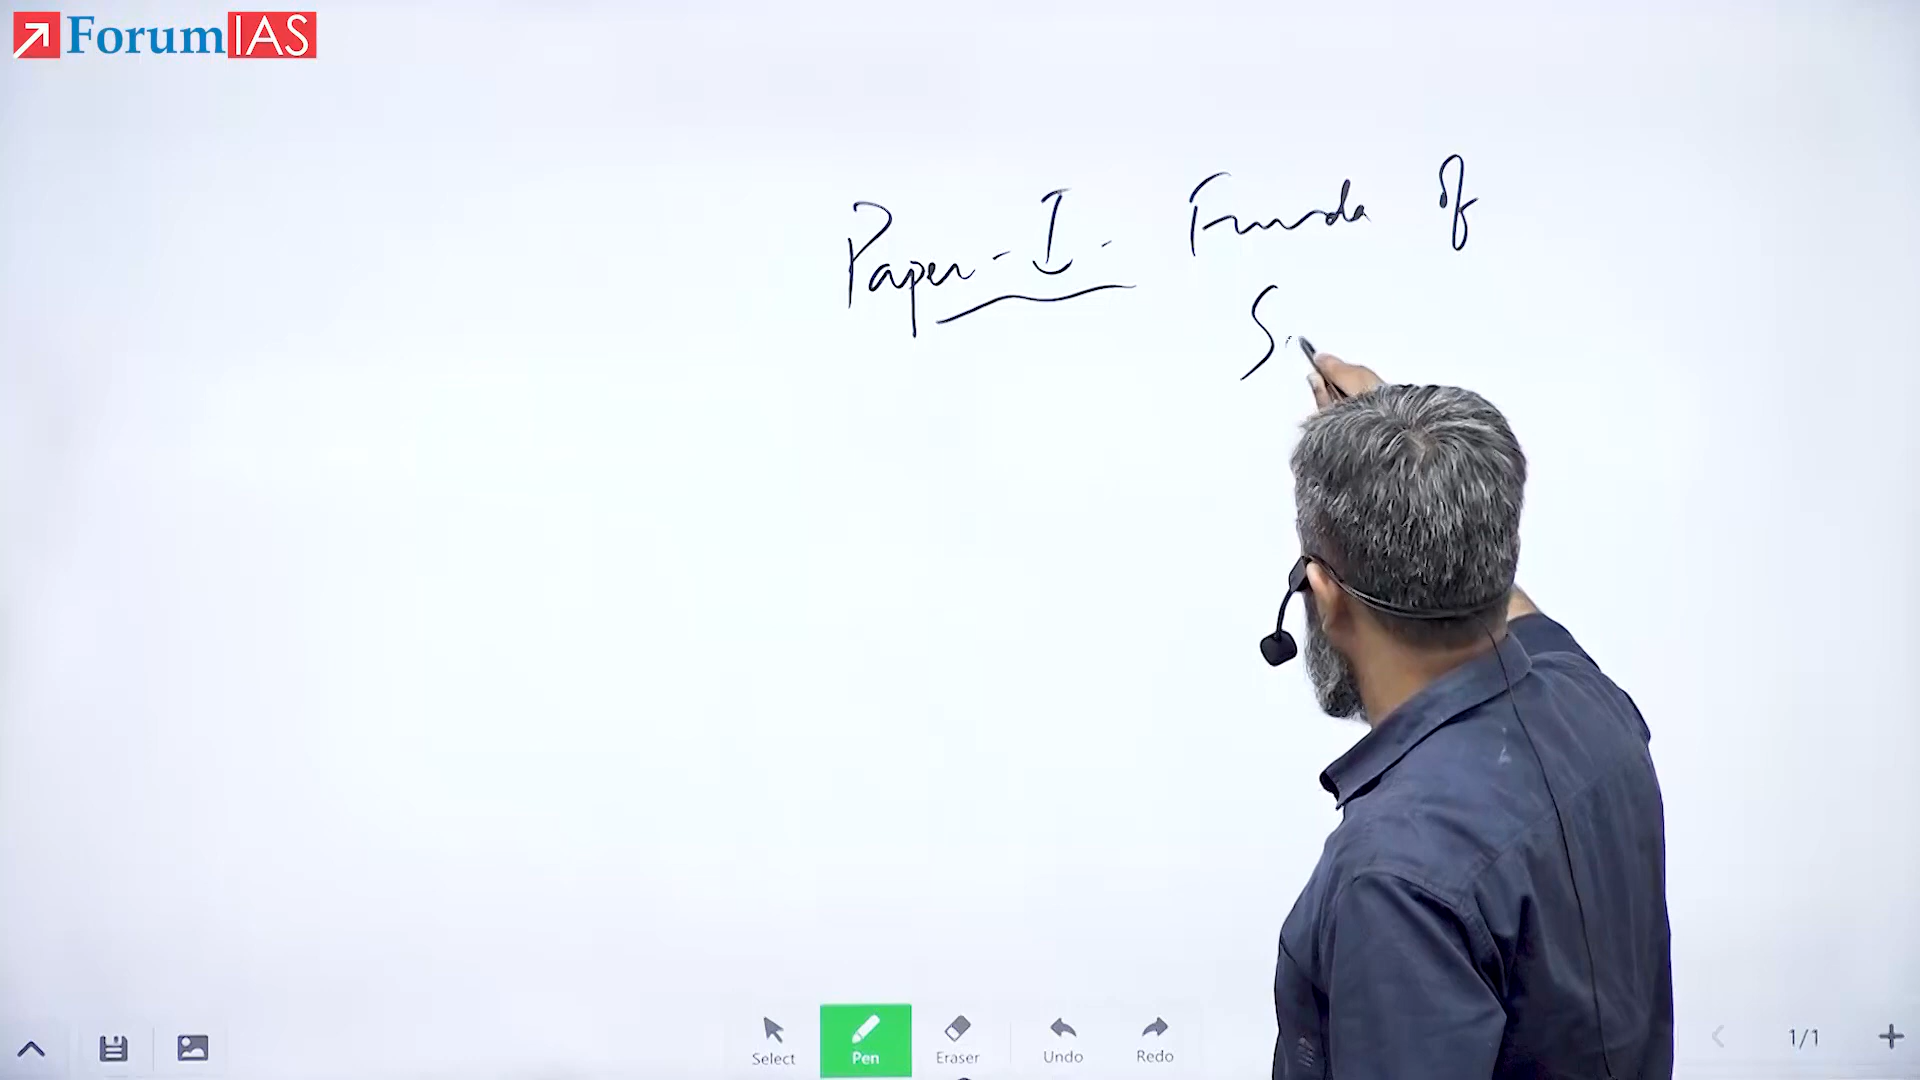 ForumIAS
Paper - I - Funda of
S
Select
Pen
Eraser
Undo
Redo
1/1